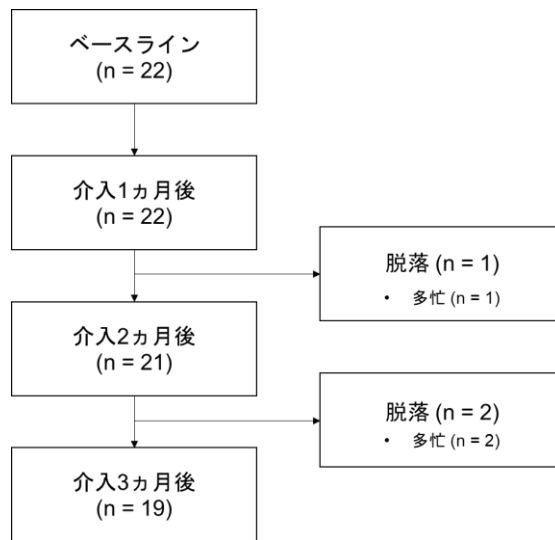 ベースライン
(n = 22)
介入1ヵ月後
(n = 22)
脱落 (n = 1)
• 多忙 (n = 1)
介入2ヵ月後
(n = 21)
脱落 (n = 2)
• 多忙 (n = 2)
介入3ヵ月後
(n = 19)